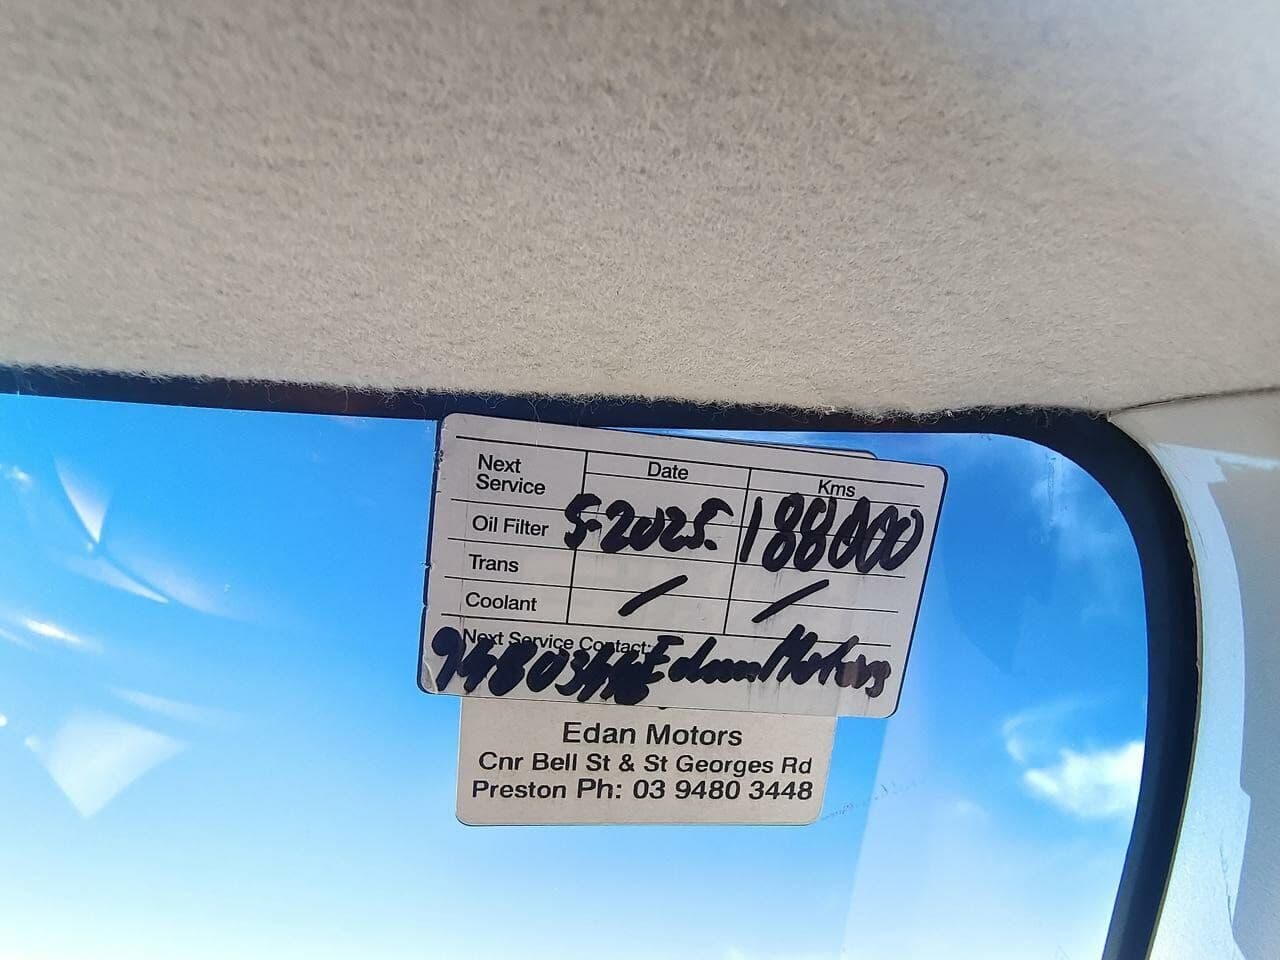 Next Service Date Kms
Oil Filter 5-2025. 188000
Trans
Coolant / /
Next Service Contact:
94803448 Edan Motors
Edan Motors
Cnr Bell St & St Georges Rd
Preston Ph: 03 9480 3448